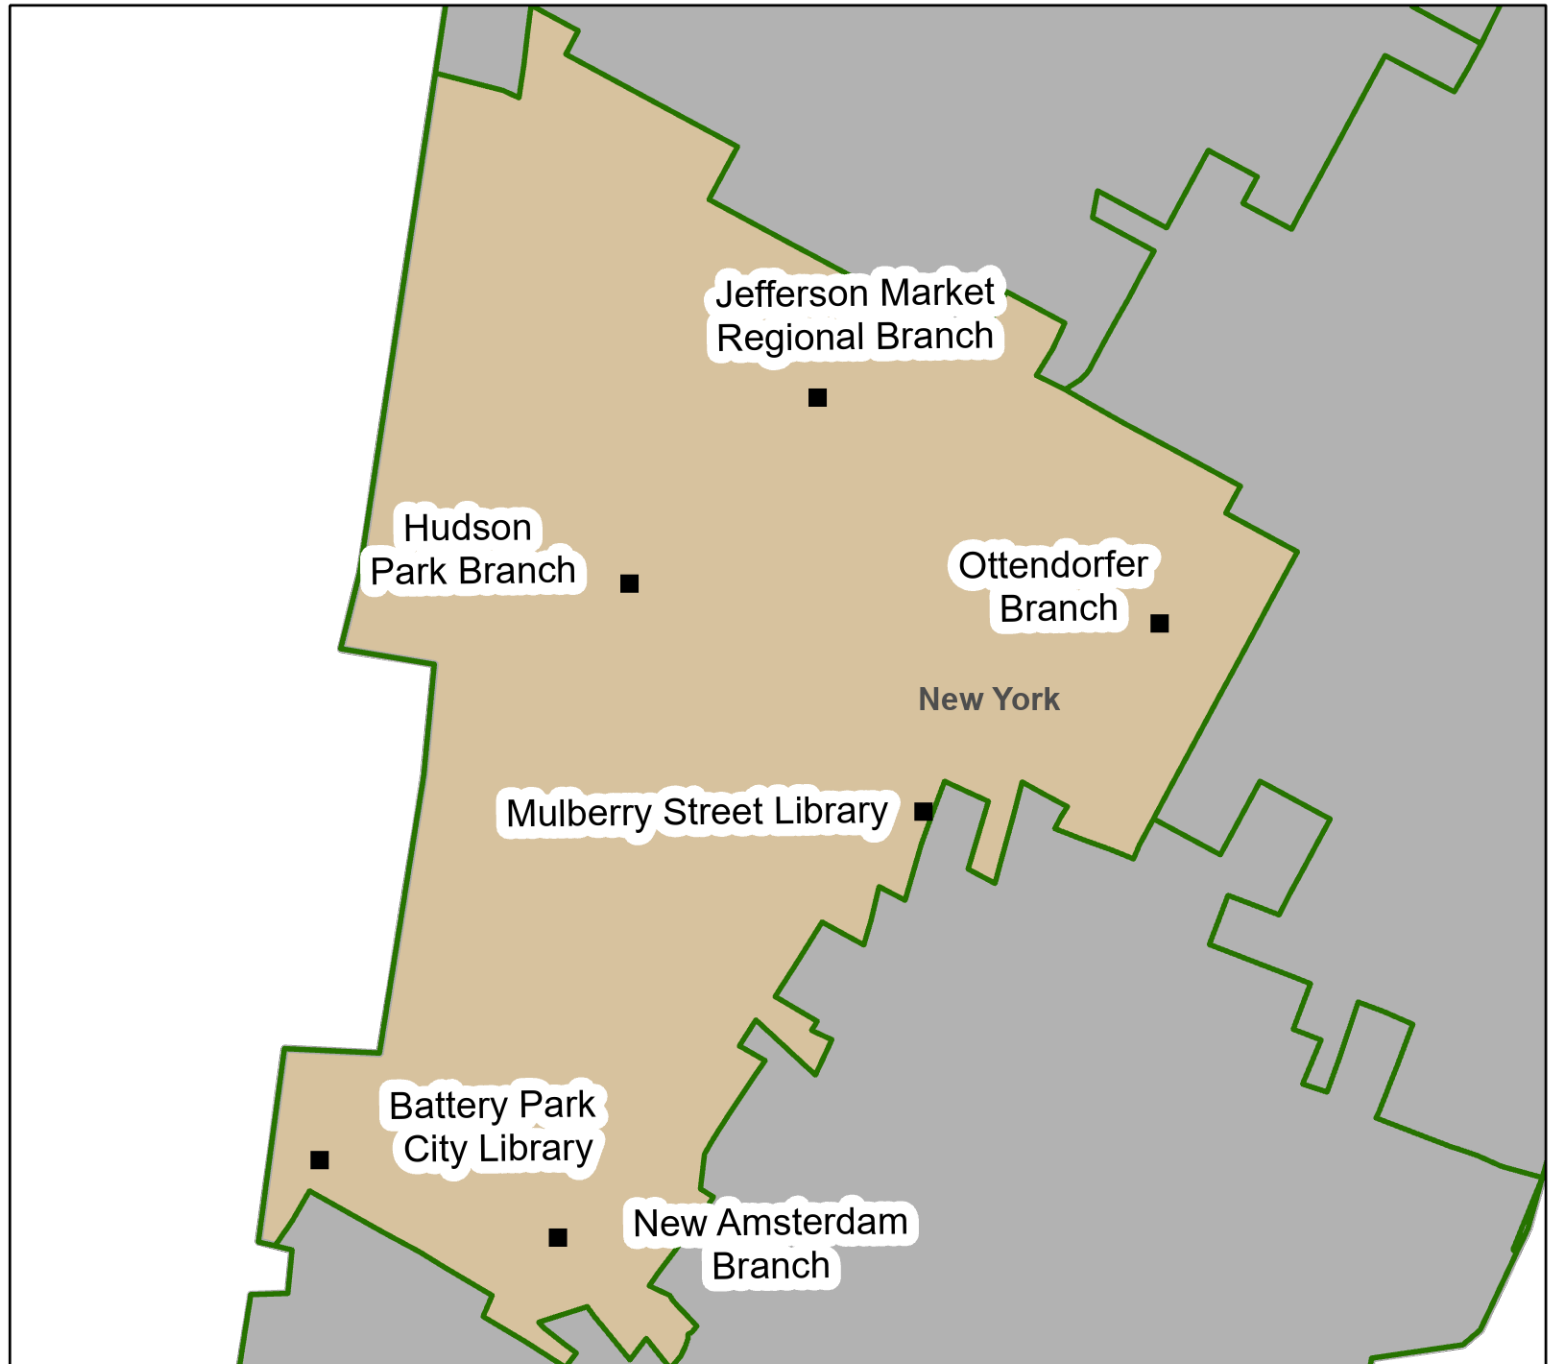 Jefferson Market
Regional Branch
Hudson
Park Branch
Ottendorfer
Branch
New York
Mulberry Street Library
Battery Park
City Library
New Amsterdam
Branch